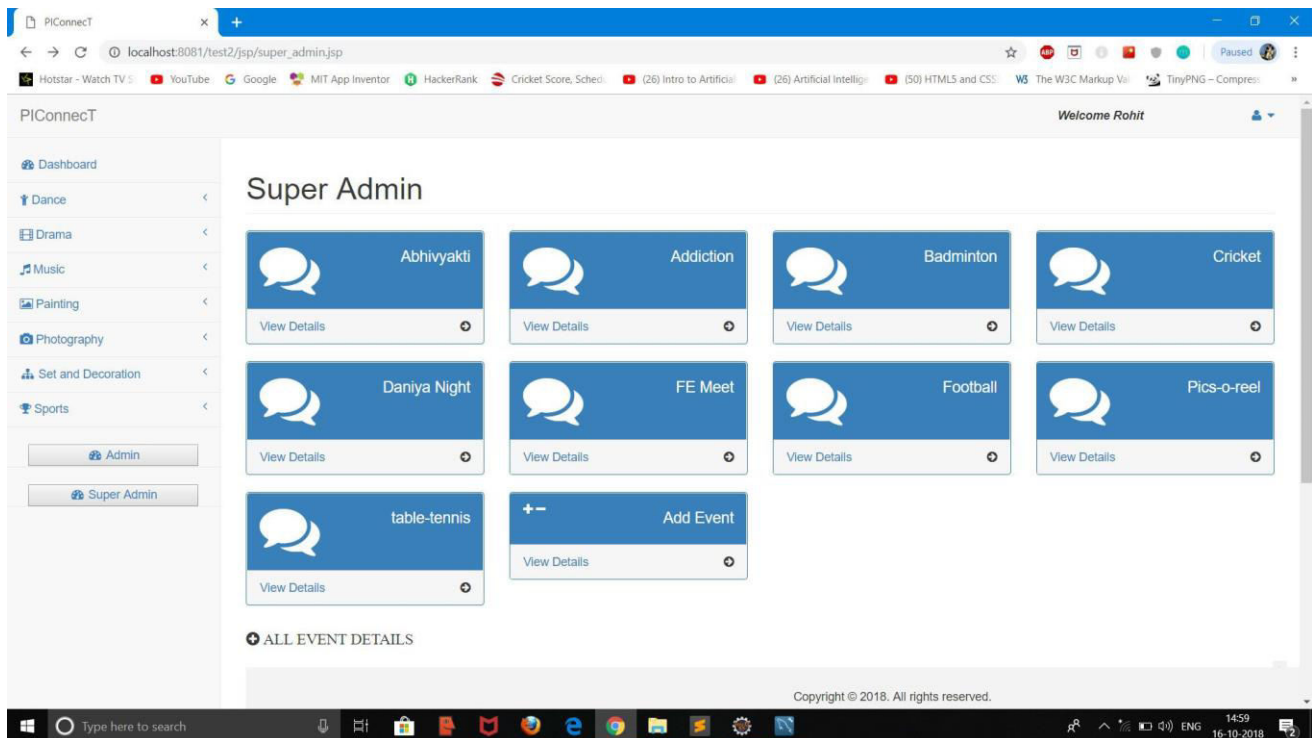 PIConnecT
localhost:8081/test2/jsp/super_admin.jsp
Paused
Hotstar - Watch TV S YouTube Google MIT App Inventor HackerRank Cricket Score, Sched (26) Intro to Artificial (26) Artificial Intellige (50) HTML5 and CSS The W3C Markup Val TinyPNG – Compress »
PIConnecT
Welcome Rohit
Dashboard
Dance
Drama
Music
Painting
Photography
Set and Decoration
Sports
Admin
Super Admin
Super Admin
Abhivyakti
View Details
Addiction
View Details
Badminton
View Details
Cricket
View Details
Daniya Night
View Details
FE Meet
View Details
Football
View Details
Pics-o-reel
View Details
table-tennis
View Details
Add Event
View Details
ALL EVENT DETAILS
Copyright © 2018. All rights reserved.
Type here to search
ENG
14:59
16-10-2018
2